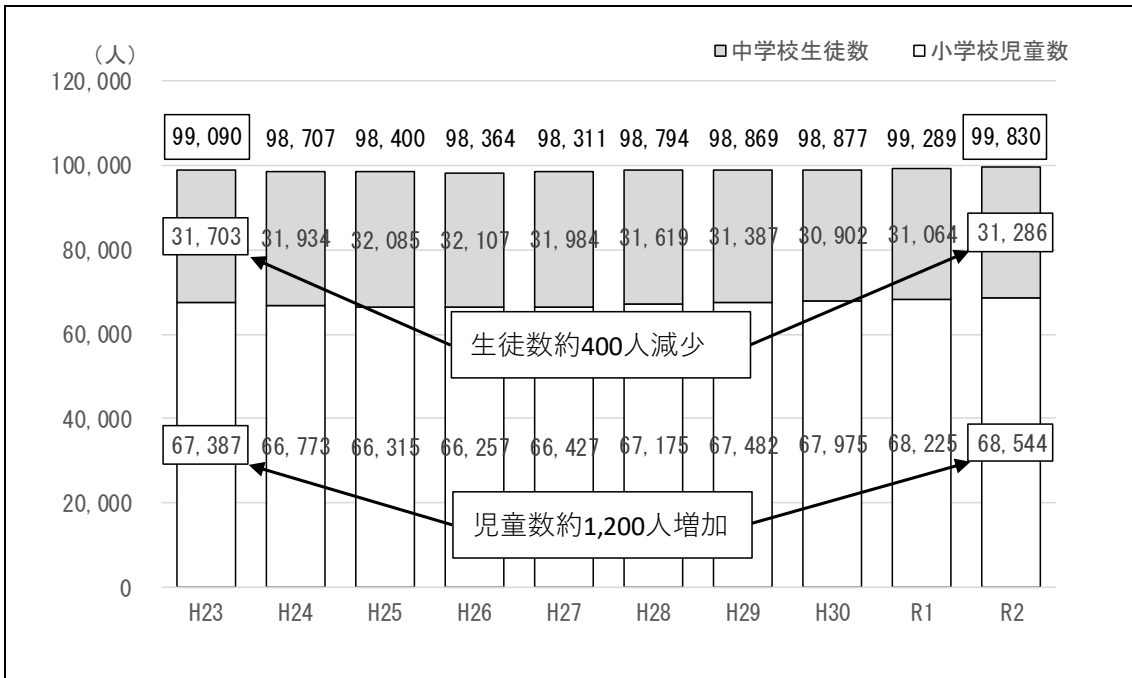 （人）
■中学校生徒数 □小学校児童数
120,000
99,090 98,707 98,400 98,364 98,311 98,794 98,869 98,877 99,289 99,830
100,000
31,703 31,934 32,085 32,107 31,984 31,619 31,387 30,902 31,064 31,286
80,000
60,000
生徒数約400人減少
40,000
67,387 66,773 66,315 66,257 66,427 67,175 67,482 67,975 68,225 68,544
20,000
児童数約1,200人増加
0
H23 H24 H25 H26 H27 H28 H29 H30 R1 R2